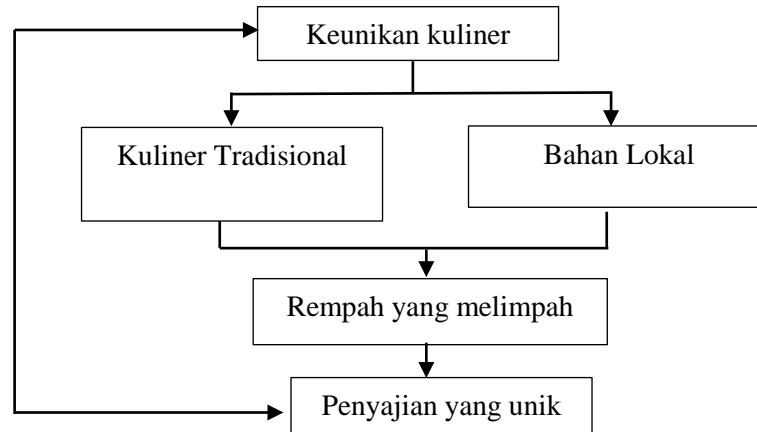 Keunikan kuliner
Kuliner Tradisional
Bahan Lokal
Rempah yang melimpah
Penyajian yang unik